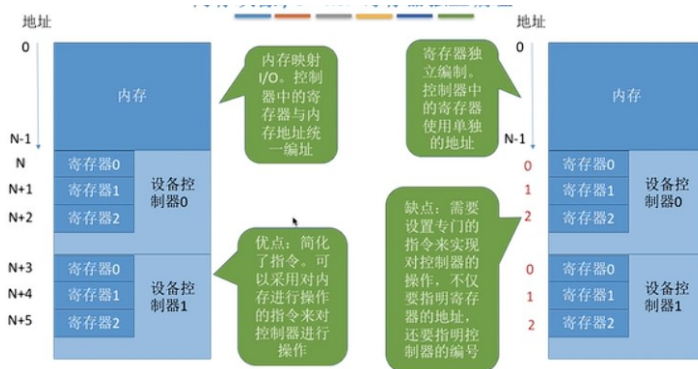 地址
0
N-1
N
N+1
N+2
N+3
N+4
N+5
内存
寄存器0
寄存器1
寄存器2
设备控
制器0
寄存器0
寄存器1
寄存器2
设备控
制器1
内存映射
I/O。控制
器中的寄
存器与内
存地址统
一编址
优点：简化
了指令。可
以采用对内
存进行操作
的指令来对
控制器进行
操作
寄存器独
立编制。
控制器中
的寄存器
使用单独
的地址
缺点：需要
设置专门的
指令来实现
对控制器的
操作，不仅
要指明寄存
器的地址，
还要指明控
制器的编号
地址
0
N-1
0
1
2
0
1
2
内存
寄存器0
寄存器1
寄存器2
设备控
制器0
寄存器0
寄存器1
寄存器2
设备控
制器1